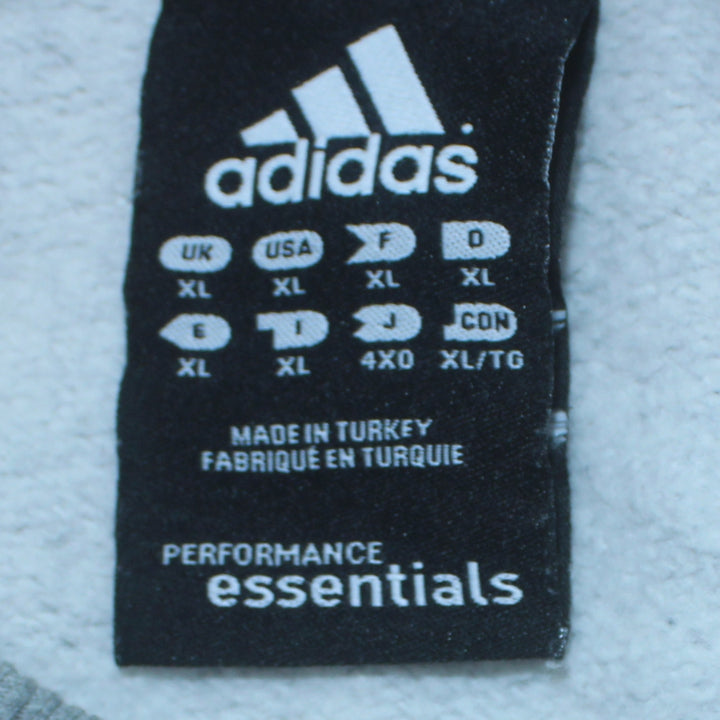 adidas
UK USA F D
XL XL XL XL
E I J CON
XL XL 4XO XL/TG
MADE IN TURKEY
FABRIQUÉ EN TURQUIE
PERFORMANCE
essentials